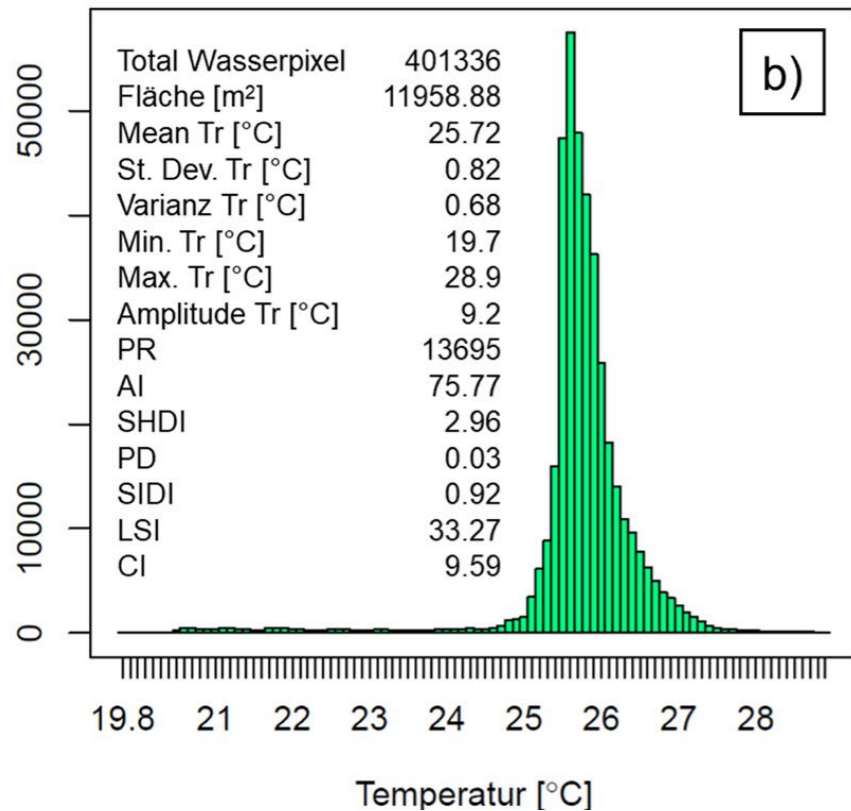 b)
Total Wasserpixel 401336
Fläche [m²] 11958.88
Mean Tr [°C] 25.72
St. Dev. Tr [°C] 0.82
Varianz Tr [°C] 0.68
Min. Tr [°C] 19.7
Max. Tr [°C] 28.9
Amplitude Tr [°C] 9.2
PR 13695
AI 75.77
SHDI 2.96
PD 0.03
SIDI 0.92
LSI 33.27
CI 9.59
50000
30000
10000
0
19.8 21 22 23 24 25 26 27 28
Temperatur [°C]